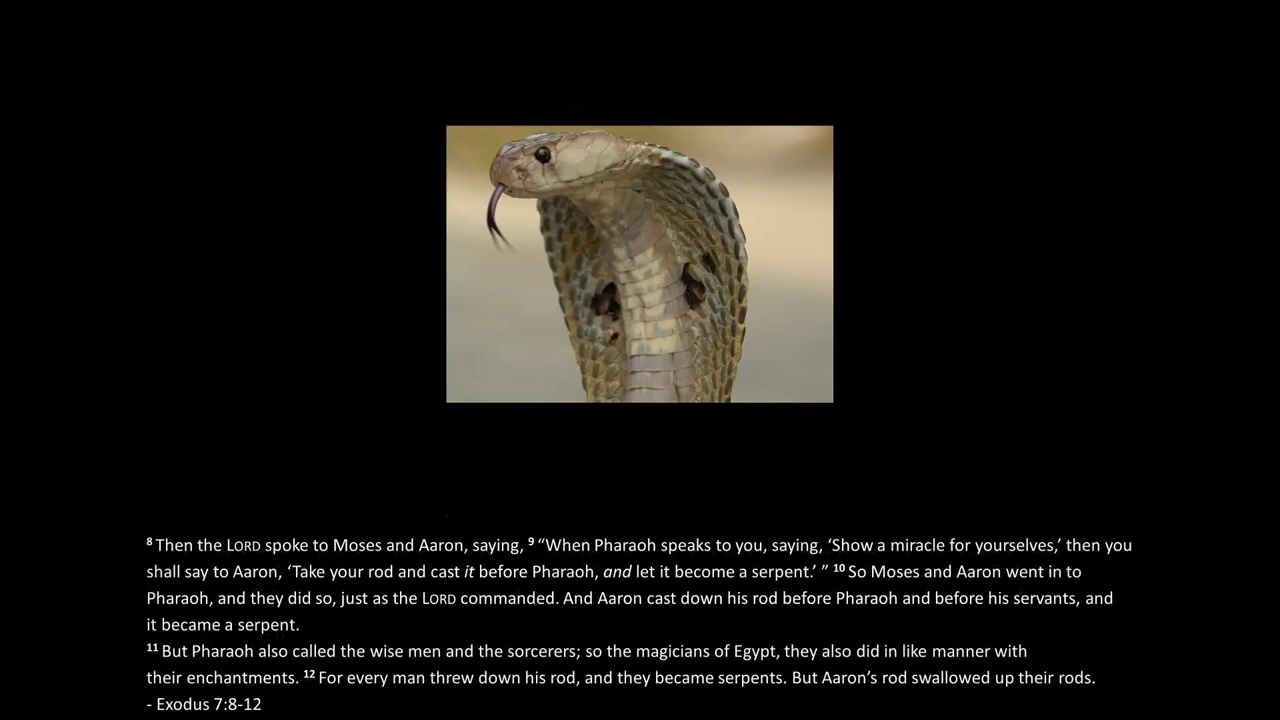 8 Then the LORD spoke to Moses and Aaron, saying, 9 “When Pharaoh speaks to you, saying, ‘Show a miracle for yourselves,’ then you
shall say to Aaron, ‘Take your rod and cast it before Pharaoh, and let it become a serpent.’ ” 10 So Moses and Aaron went in to
Pharaoh, and they did so, just as the LORD commanded. And Aaron cast down his rod before Pharaoh and before his servants, and
it became a serpent.
11 But Pharaoh also called the wise men and the sorcerers; so the magicians of Egypt, they also did in like manner with
their enchantments. 12 For every man threw down his rod, and they became serpents. But Aaron’s rod swallowed up their rods.
- Exodus 7:8-12